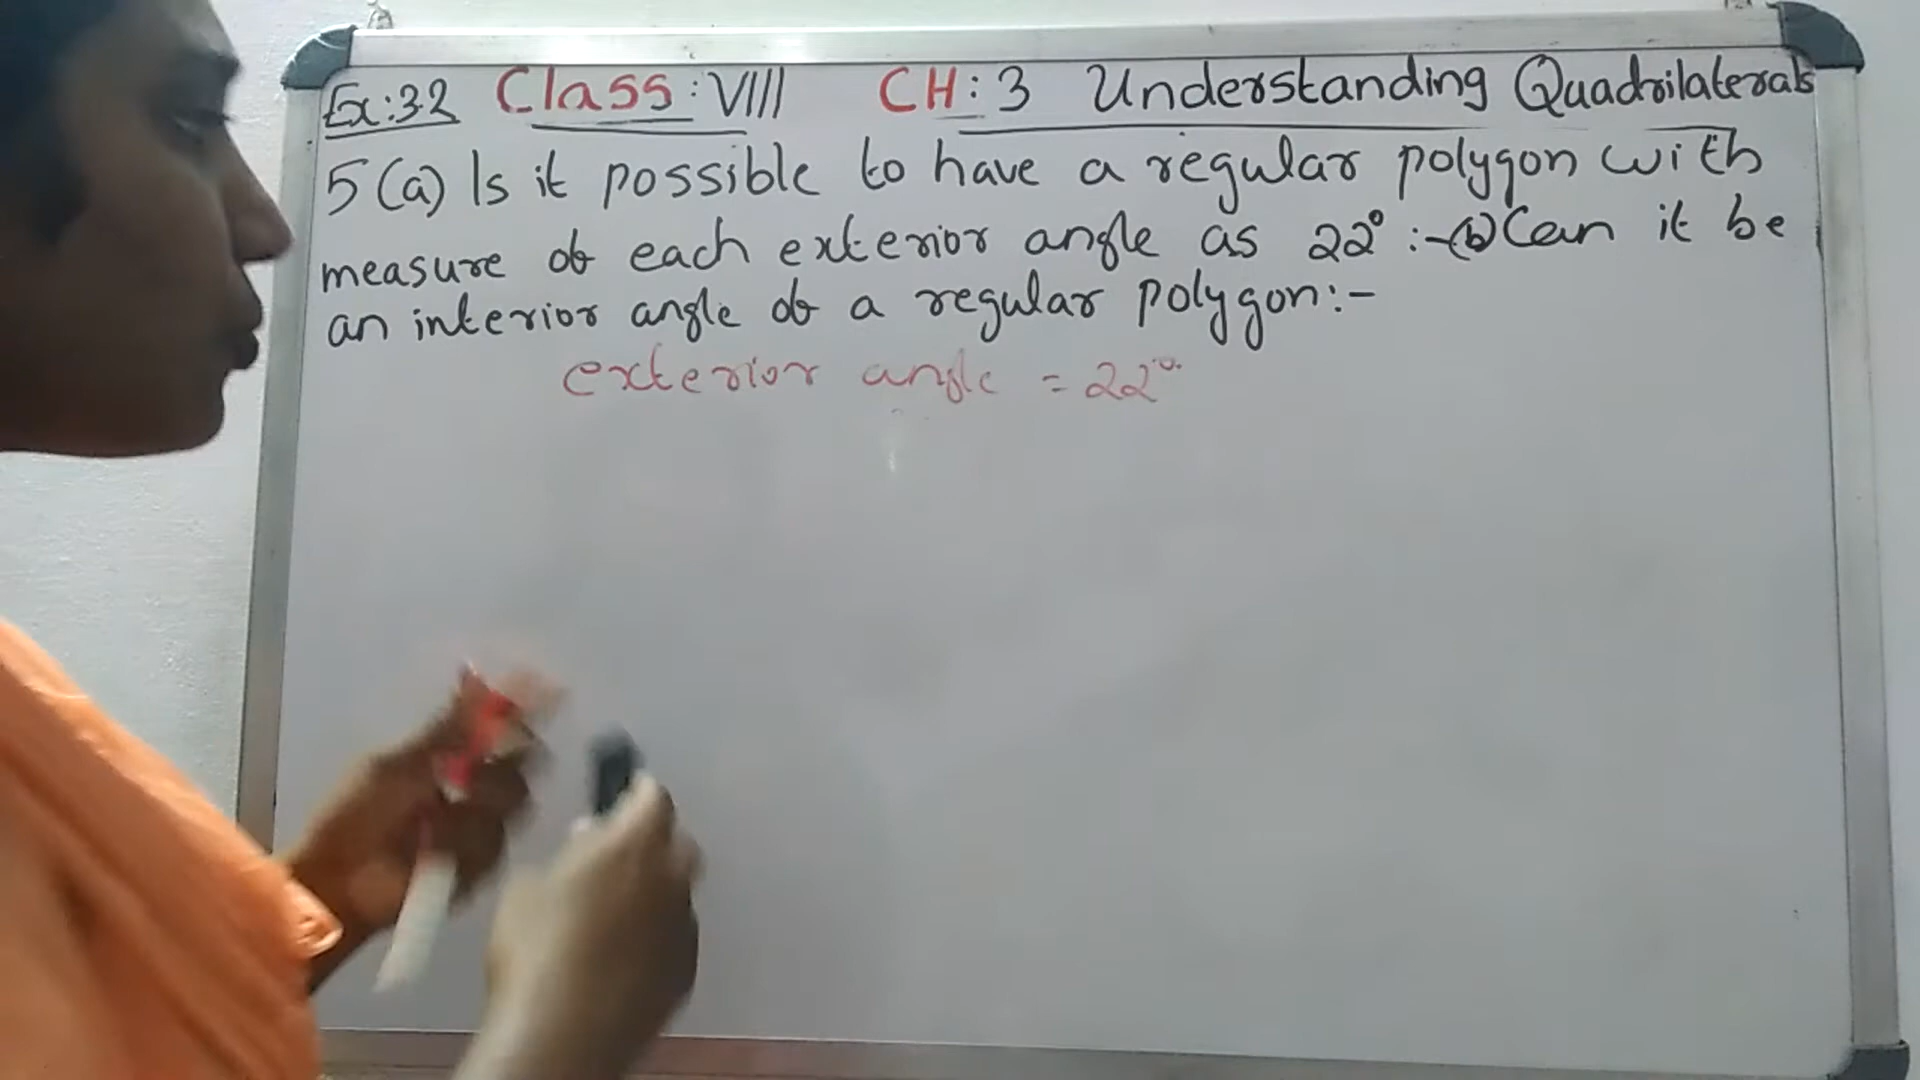 Ex:3.2 Class:VIII CH:3 Understanding Quadrilaterals
5(a) Is it possible to have a regular polygon with
measure of each exterior angle as 22° :-(b) Can it be
an interior angle of a regular polygon:-
exterior angle = 22°